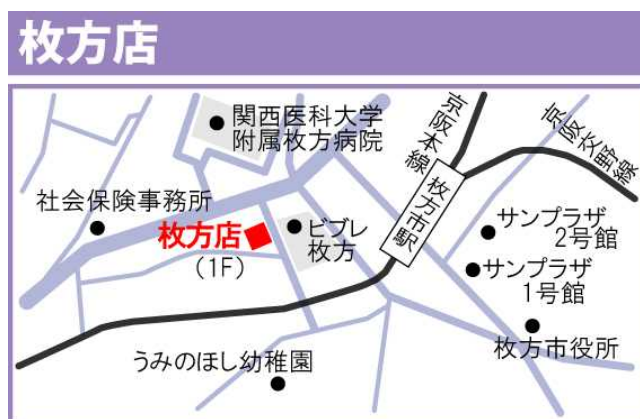 枚方店
関西医科大学
附属枚方病院
京阪本線
京阪交野線
枚方市駅
社会保険事務所
枚方店
(1F)
ビブレ
枚方
サンプラザ
2号館
サンプラザ
1号館
枚方市役所
うみのほし幼稚園